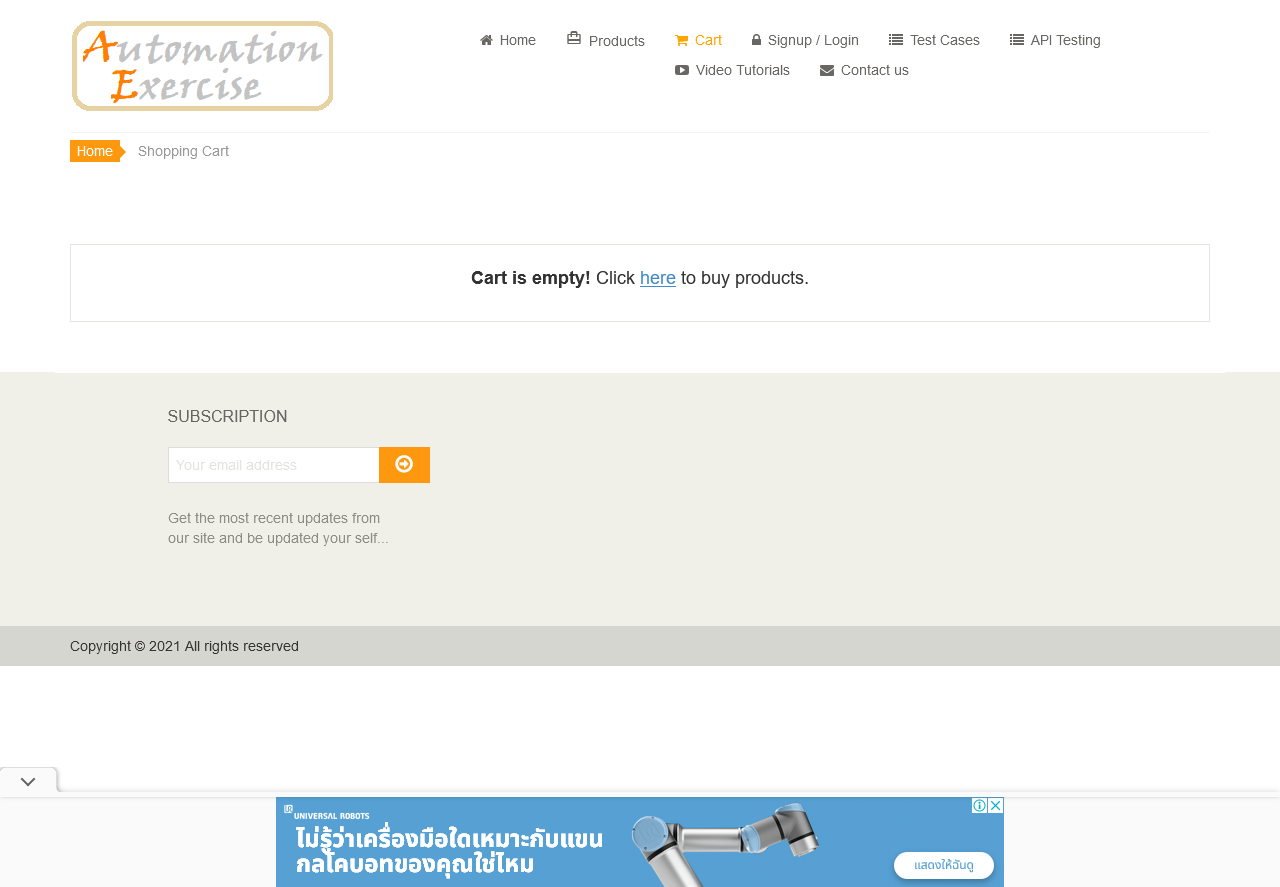 Automation
Exercise
Home
Products
Cart
Signup / Login
Test Cases
API Testing
Video Tutorials
Contact us
Home
Shopping Cart
Cart is empty! Click here to buy products.
SUBSCRIPTION
Your email address
Get the most recent updates from
our site and be updated your self...
Copyright © 2021 All rights reserved
UNIVERSAL ROBOTS
ไม่รู้ว่าเครื่องมือใดเหมาะกับแขน
กลโคบอทของคุณใช่ไหม
แสดงให้ฉันดู